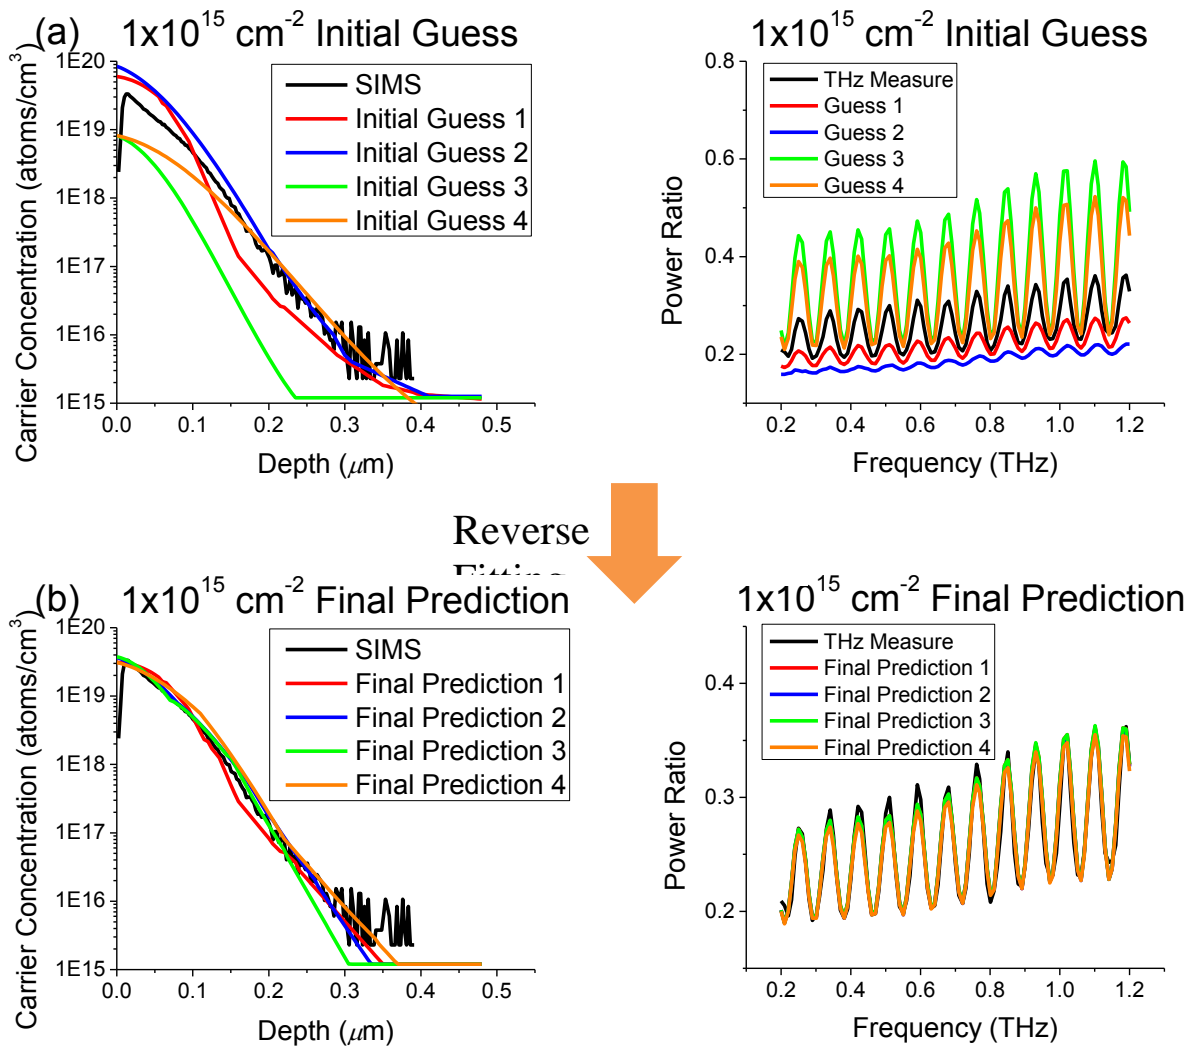 (a) 1x10^15 cm^-2 Initial Guess
1x10^15 cm^-2 Initial Guess
Carrier Concentration (atoms/cm^3)
1E20
1E19
1E18
1E17
1E16
1E15
SIMS
Initial Guess 1
Initial Guess 2
Initial Guess 3
Initial Guess 4
0.0 0.1 0.2 0.3 0.4 0.5
Depth (μm)
Power Ratio
0.8
0.6
0.4
0.2
THz Measure
Guess 1
Guess 2
Guess 3
Guess 4
0.2 0.4 0.6 0.8 1.0 1.2
Frequency (THz)
Reverse
(b) 1x10^15 cm^-2 Final Prediction
1x10^15 cm^-2 Final Prediction
Carrier Concentration (atoms/cm^3)
1E20
1E19
1E18
1E17
1E16
1E15
SIMS
Final Prediction 1
Final Prediction 2
Final Prediction 3
Final Prediction 4
0.0 0.1 0.2 0.3 0.4 0.5
Depth (μm)
Power Ratio
0.4
0.3
0.2
THz Measure
Final Prediction 1
Final Prediction 2
Final Prediction 3
Final Prediction 4
0.2 0.4 0.6 0.8 1.0 1.2
Frequency (THz)